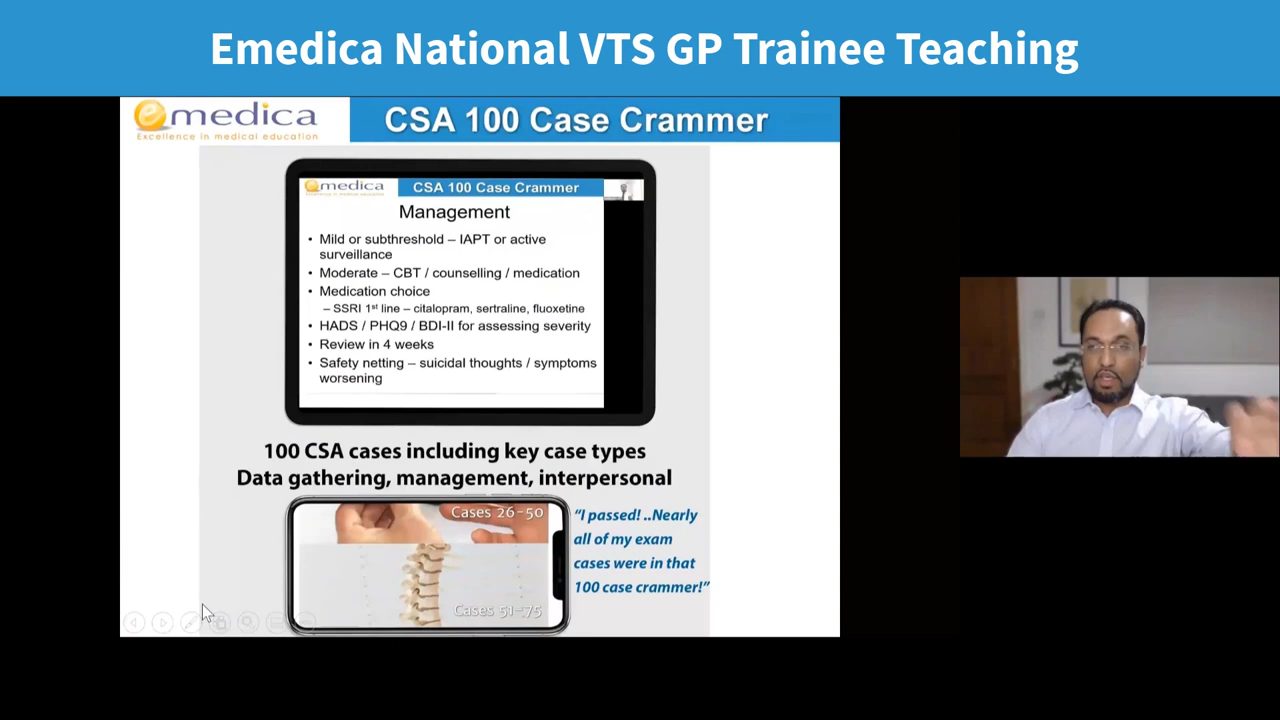 Emedica National VTS GP Trainee Teaching
emedica
Excellence in medical education
CSA 100 Case Crammer
emedica
CSA 100 Case Crammer
Management
• Mild or subthreshold – IAPT or active
surveillance
• Moderate – CBT / counselling / medication
• Medication choice
– SSRI 1st line – citalopram, sertraline, fluoxetine
• HADS / PHQ9 / BDI-II for assessing severity
• Review in 4 weeks
• Safety netting – suicidal thoughts / symptoms
worsening
100 CSA cases including key case types
Data gathering, management, interpersonal
Cases 26-50
Cases 51-75
“I passed! ..Nearly
all of my exam
cases were in that
100 case crammer!”